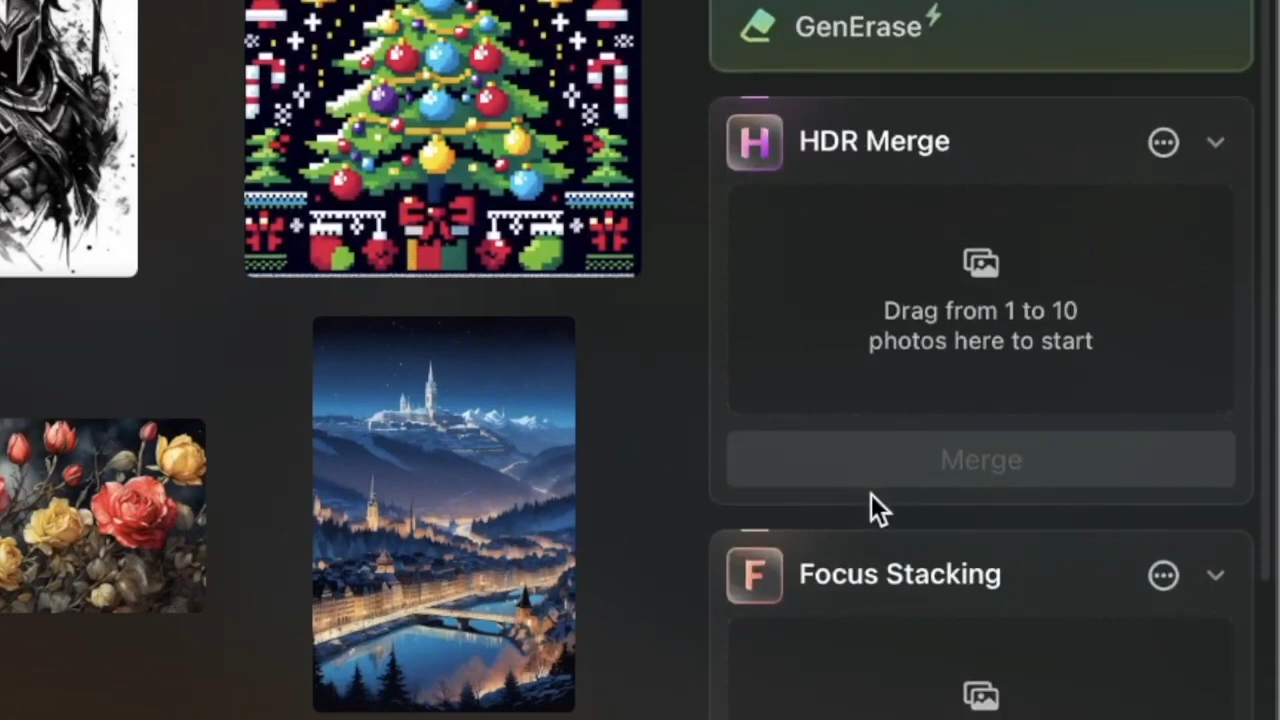 GenErase
H
HDR Merge
Drag from 1 to 10
photos here to start
Merge
F
Focus Stacking